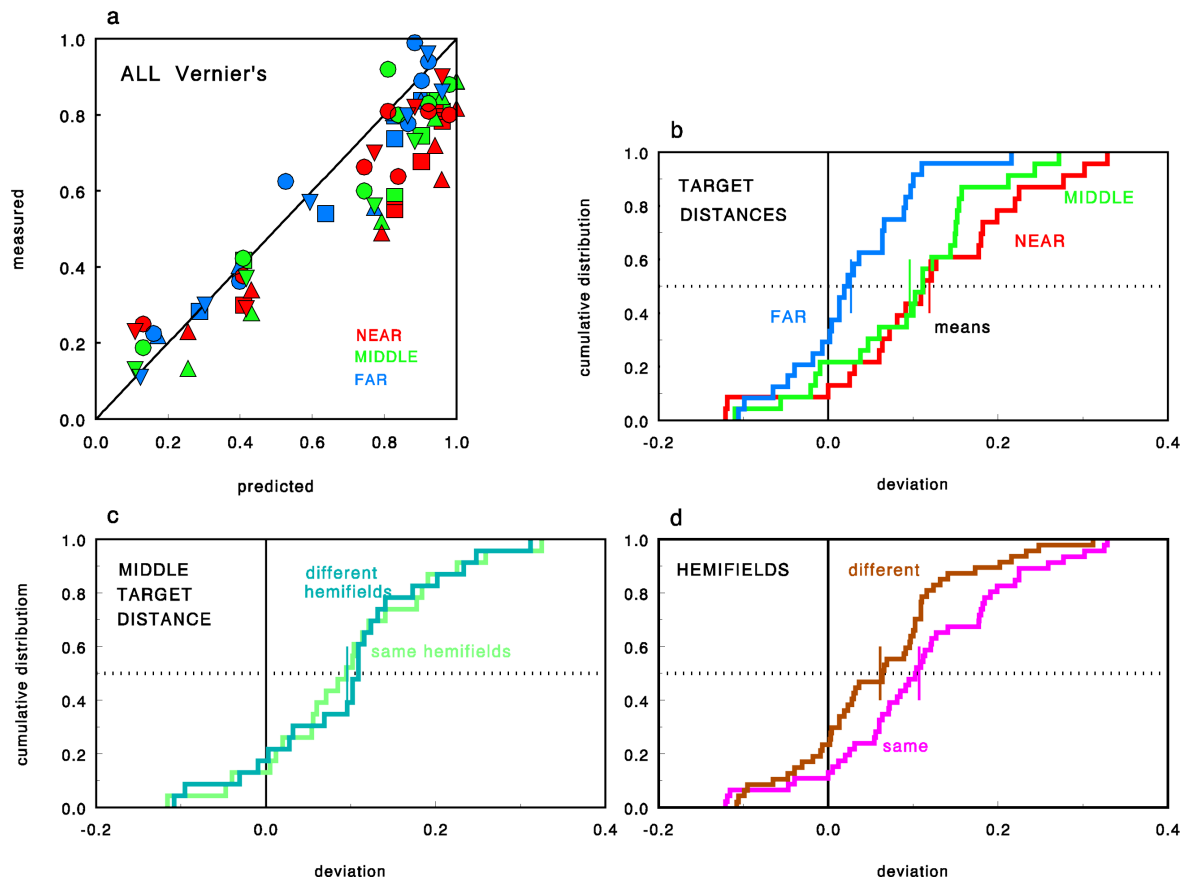 a
1.0
ALL Vernier's
0.8
0.6
measured
0.4
NEAR
MIDDLE
0.2
FAR
0.0
0.0 0.2 0.4 0.6 0.8 1.0
predicted
b
1.0
TARGET
DISTANCES
0.8
MIDDLE
NEAR
0.6
cumulative distribution
FAR
means
0.4
0.2
0.0
-0.2 0.0 0.2 0.4
deviation
c
1.0
MIDDLE
TARGET
DISTANCE
different
hemifields
0.8
0.6
same hemifields
cumulative distribution
0.4
0.2
0.0
-0.2 0.0 0.2 0.4
deviation
d
1.0
HEMIFIELDS
different
0.8
0.6
cumulative distribution
0.4
same
0.2
0.0
-0.2 0.0 0.2 0.4
deviation